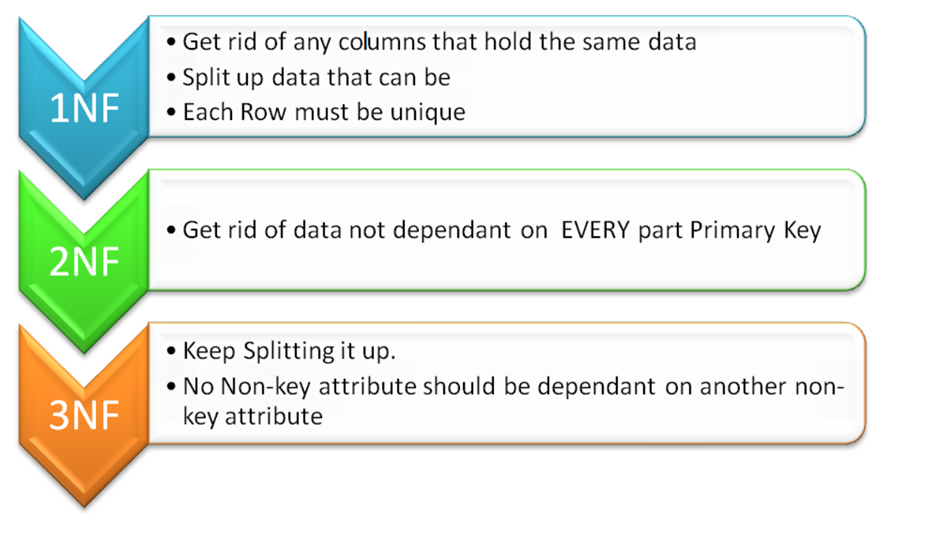 1NF
• Get rid of any columns that hold the same data
• Split up data that can be
• Each Row must be unique
2NF
• Get rid of data not dependant on EVERY part Primary Key
3NF
• Keep Splitting it up.
• No Non-key attribute should be dependant on another non-
key attribute